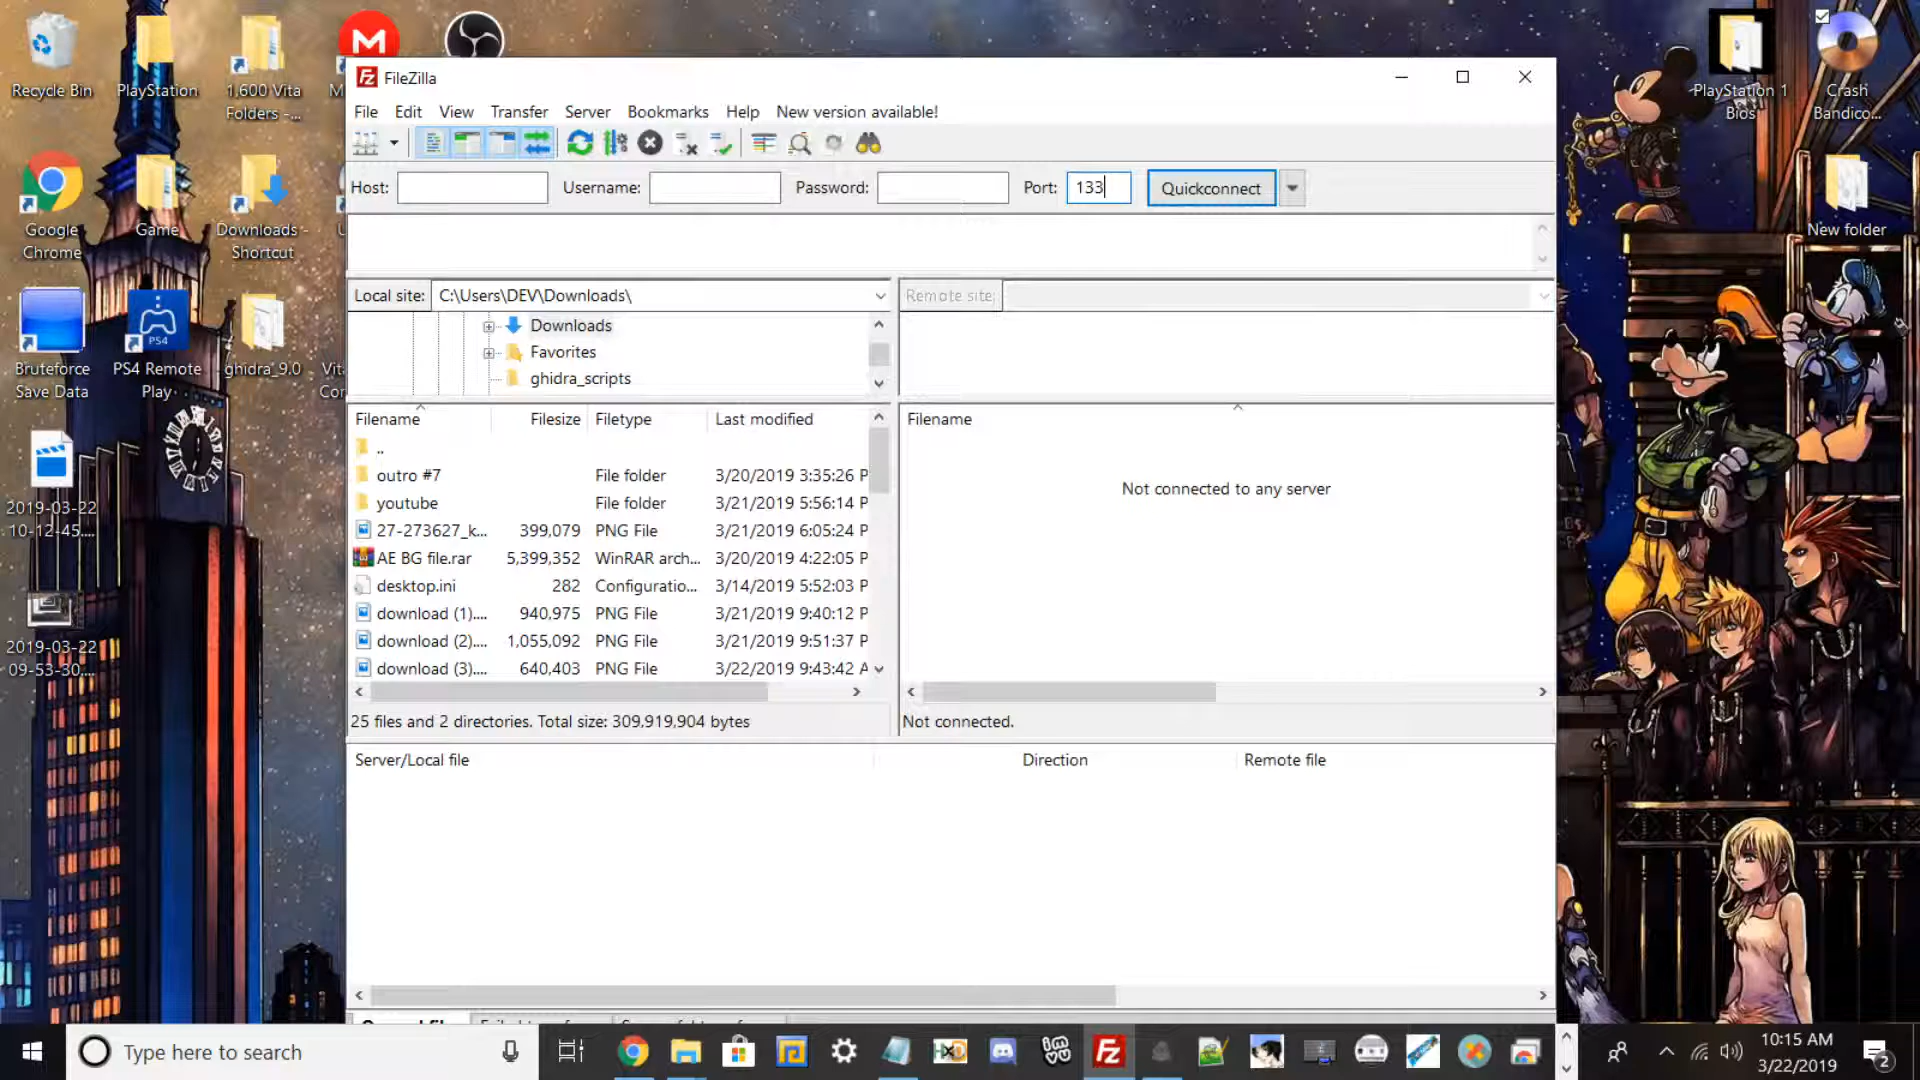 Recycle Bin
PlayStation
1,600 Vita
Folders -...
PlayStation 1
Bios
Crash
Bandico...
FileZilla
File Edit View Transfer Server Bookmarks Help New version available!
Host: Username: Password: Port: 133 Quickconnect
Google
Chrome
Game
Downloads -
Shortcut
New folder
Local site: C:\Users\DEV\Downloads\
Remote site:
Downloads
Favorites
ghidra_scripts
Bruteforce
Save Data
PS4
PS4 Remote
Play
ghidra_9.0
Filename Filesize Filetype Last modified
..
outro #7 File folder 3/20/2019 3:35:26 P
youtube File folder 3/21/2019 5:56:14 P
27-273627_k... 399,079 PNG File 3/21/2019 6:05:24 P
AE BG file.rar 5,399,352 WinRAR arch... 3/20/2019 4:22:05 P
desktop.ini 282 Configuratio... 3/14/2019 5:52:03 P
download (1).... 940,975 PNG File 3/21/2019 9:40:12 P
download (2).... 1,055,092 PNG File 3/21/2019 9:51:37 P
download (3).... 640,403 PNG File 3/22/2019 9:43:42 A
25 files and 2 directories. Total size: 309,919,904 bytes
Filename
Not connected to any server
Not connected.
2019-03-22
10-12-45....
2019-03-22
09-53-30....
Server/Local file Direction Remote file
Type here to search
10:15 AM
3/22/2019
2